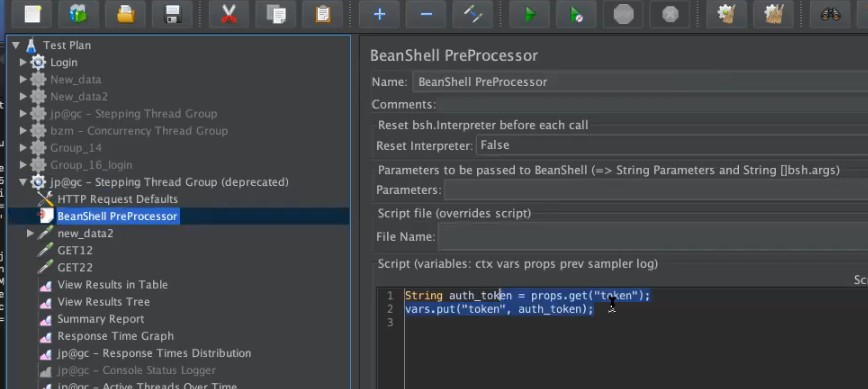 Test Plan
Login
New_data
New_data2
jp@gc - Stepping Thread Group
bzm - Concurrency Thread Group
Group_14
Group_16_login
jp@gc - Stepping Thread Group (deprecated)
HTTP Request Defaults
BeanShell PreProcessor
new_data2
GET12
GET22
View Results in Table
View Results Tree
Summary Report
Response Time Graph
jp@gc - Response Times Distribution
jp@gc - Console Status Logger
jp@gc - Active Threads Over Time
BeanShell PreProcessor
Name: BeanShell PreProcessor
Comments:
Reset bsh.Interpreter before each call
Reset Interpreter: False
Parameters to be passed to BeanShell (=> String Parameters and String []bsh.args)
Parameters:
Script file (overrides script)
File Name:
Script (variables: ctx vars props prev sampler log)
1 String auth_token = props.get("token");
2 vars.put("token", auth_token);
3